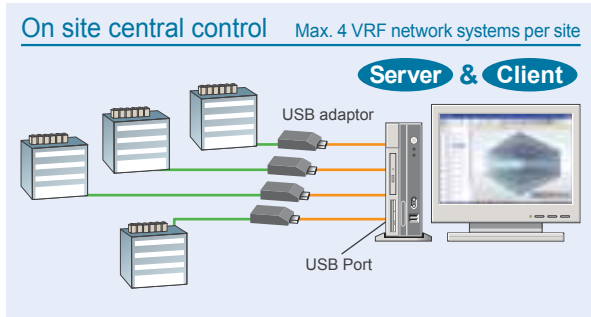 On site central control Max. 4 VRF network systems per site
Server & Client
USB adaptor
USB Port